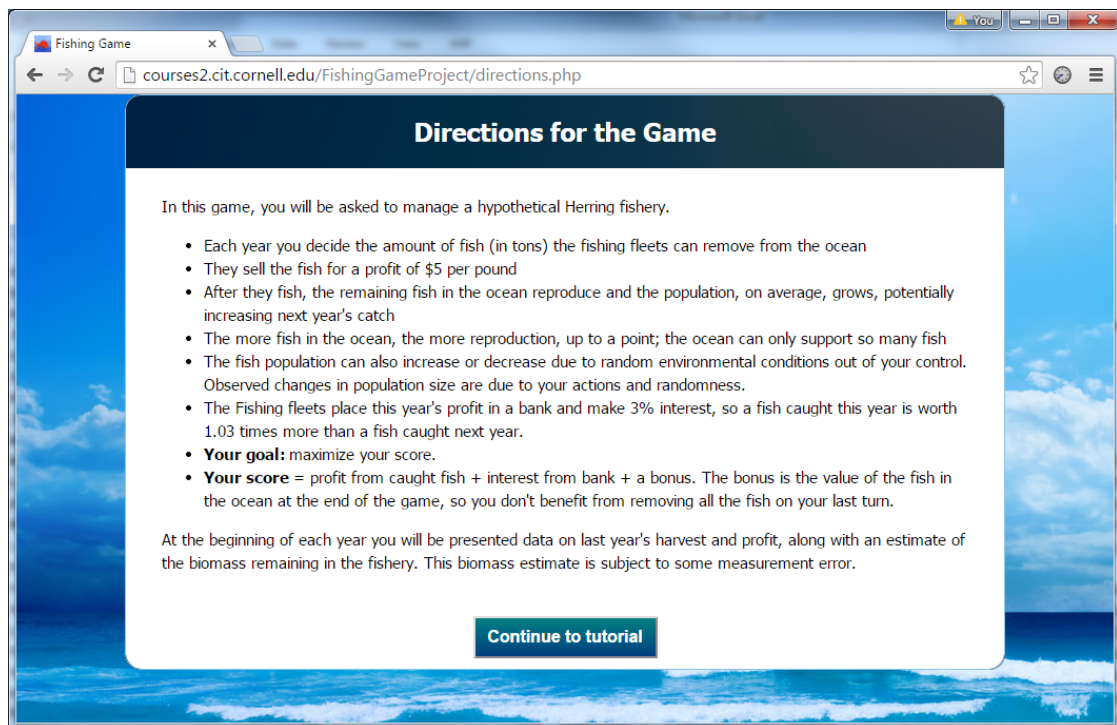 You
Fishing Game
courses2.cit.cornell.edu/FishingGameProject/directions.php
Directions for the Game
In this game, you will be asked to manage a hypothetical Herring fishery.
• Each year you decide the amount of fish (in tons) the fishing fleets can remove from the ocean
• They sell the fish for a profit of $5 per pound
• After they fish, the remaining fish in the ocean reproduce and the population, on average, grows, potentially
increasing next year's catch
• The more fish in the ocean, the more reproduction, up to a point; the ocean can only support so many fish
• The fish population can also increase or decrease due to random environmental conditions out of your control.
Observed changes in population size are due to your actions and randomness.
• The Fishing fleets place this year's profit in a bank and make 3% interest, so a fish caught this year is worth
1.03 times more than a fish caught next year.
• Your goal: maximize your score.
• Your score = profit from caught fish + interest from bank + a bonus. The bonus is the value of the fish in
the ocean at the end of the game, so you don't benefit from removing all the fish on your last turn.
At the beginning of each year you will be presented data on last year's harvest and profit, along with an estimate of
the biomass remaining in the fishery. This biomass estimate is subject to some measurement error.
Continue to tutorial